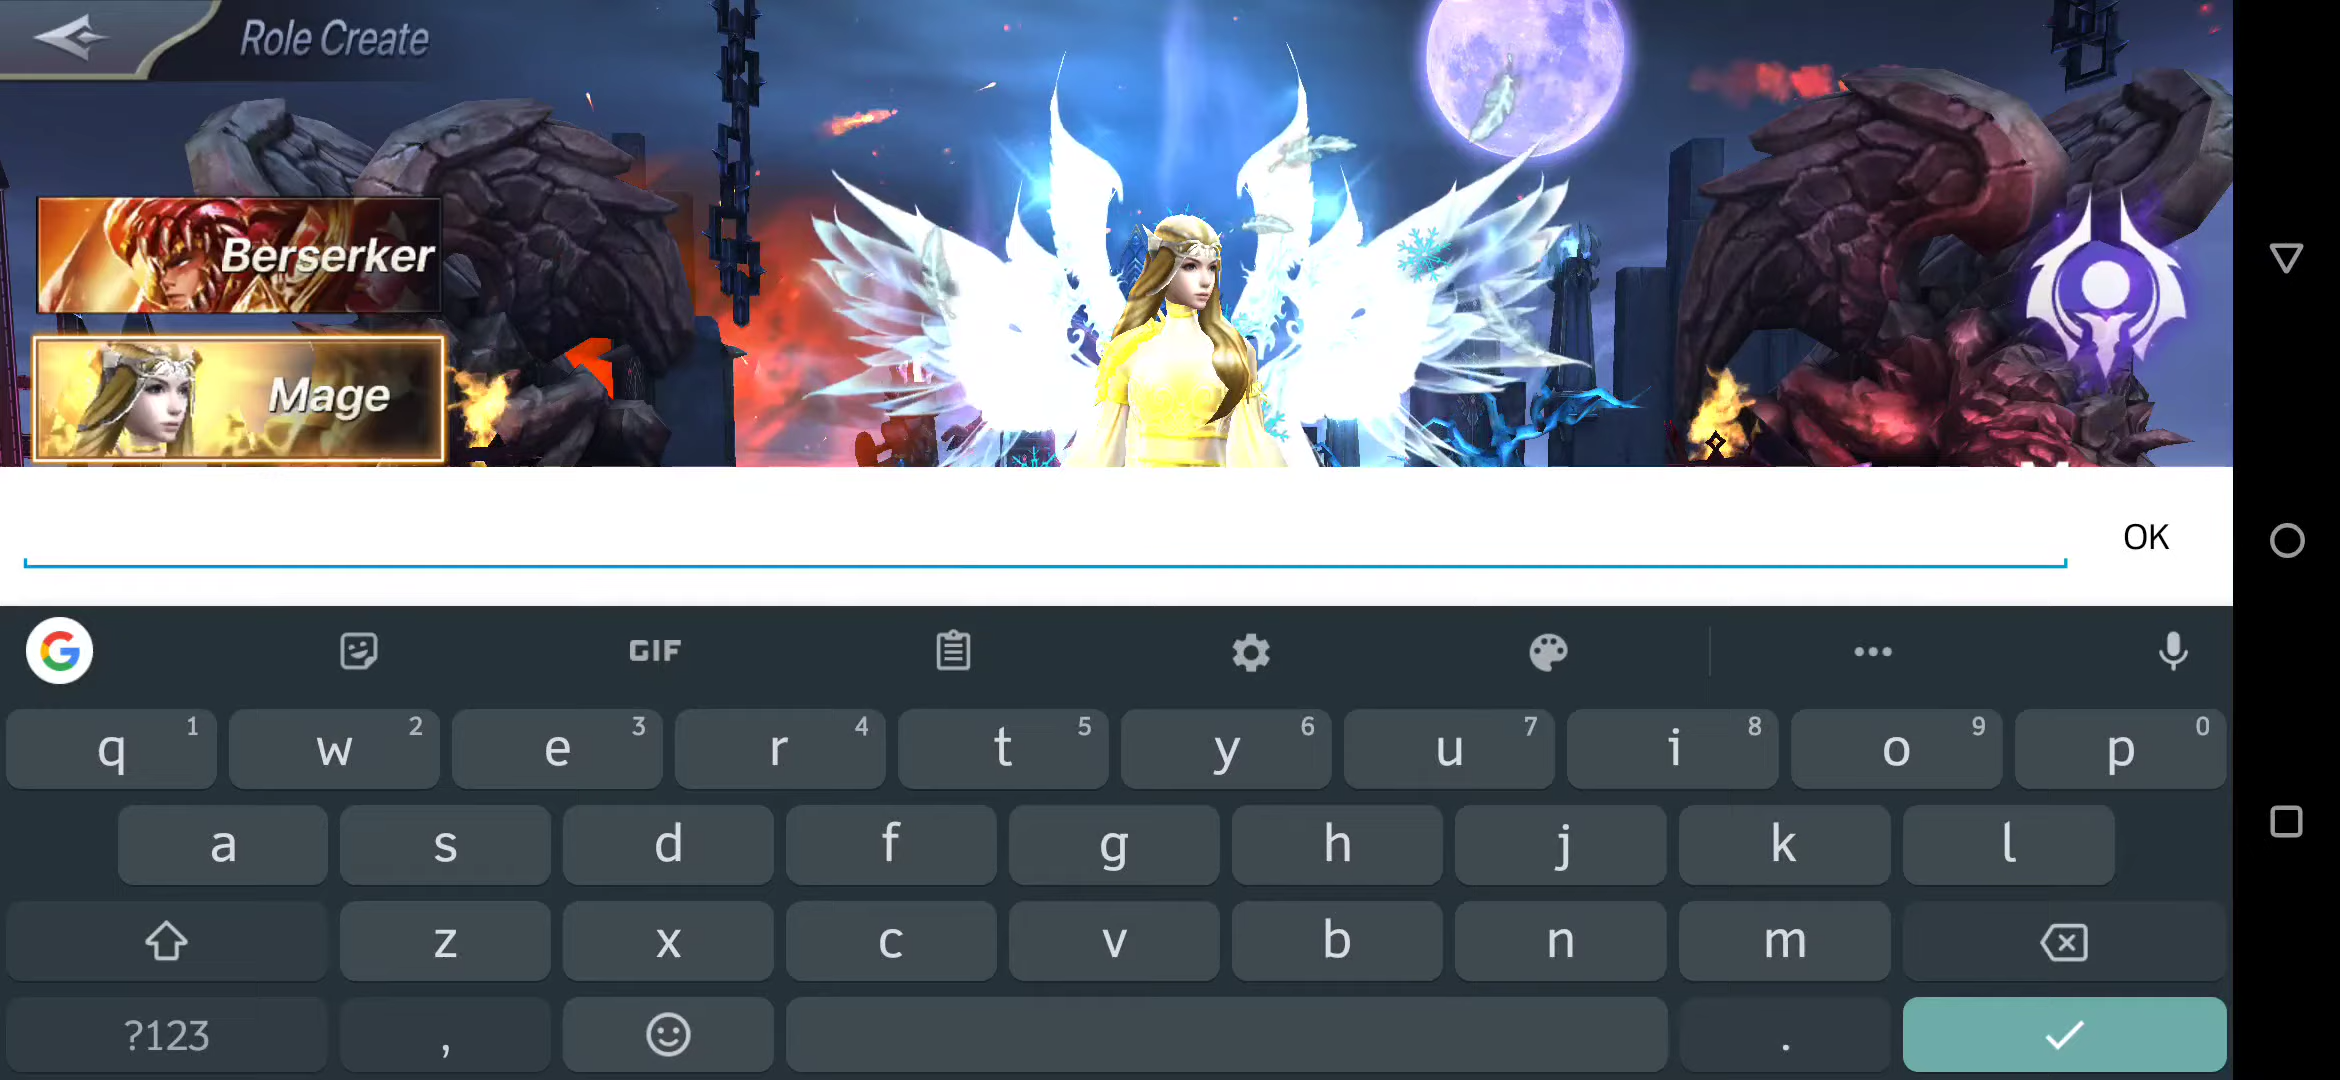 Role Create
Berserker
Mage
OK
GIF
q 1 w 2 e 3 r 4 t 5 y 6 u 7 i 8 o 9 p 0
a s d f g h j k l
z x c v b n m
?123 , .